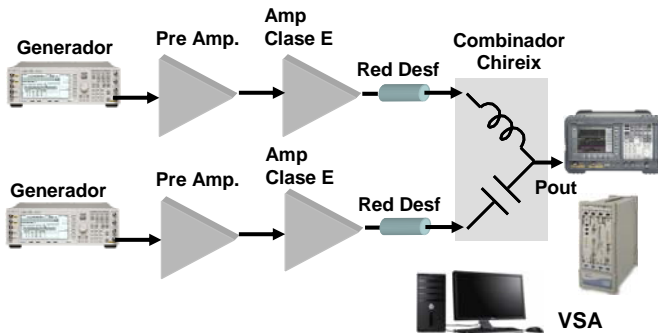 Generador
Pre Amp.
Amp
Clase E
Red Desf
Combinador
Chireix
Generador
Pre Amp.
Amp
Clase E
Red Desf
Pout
VSA